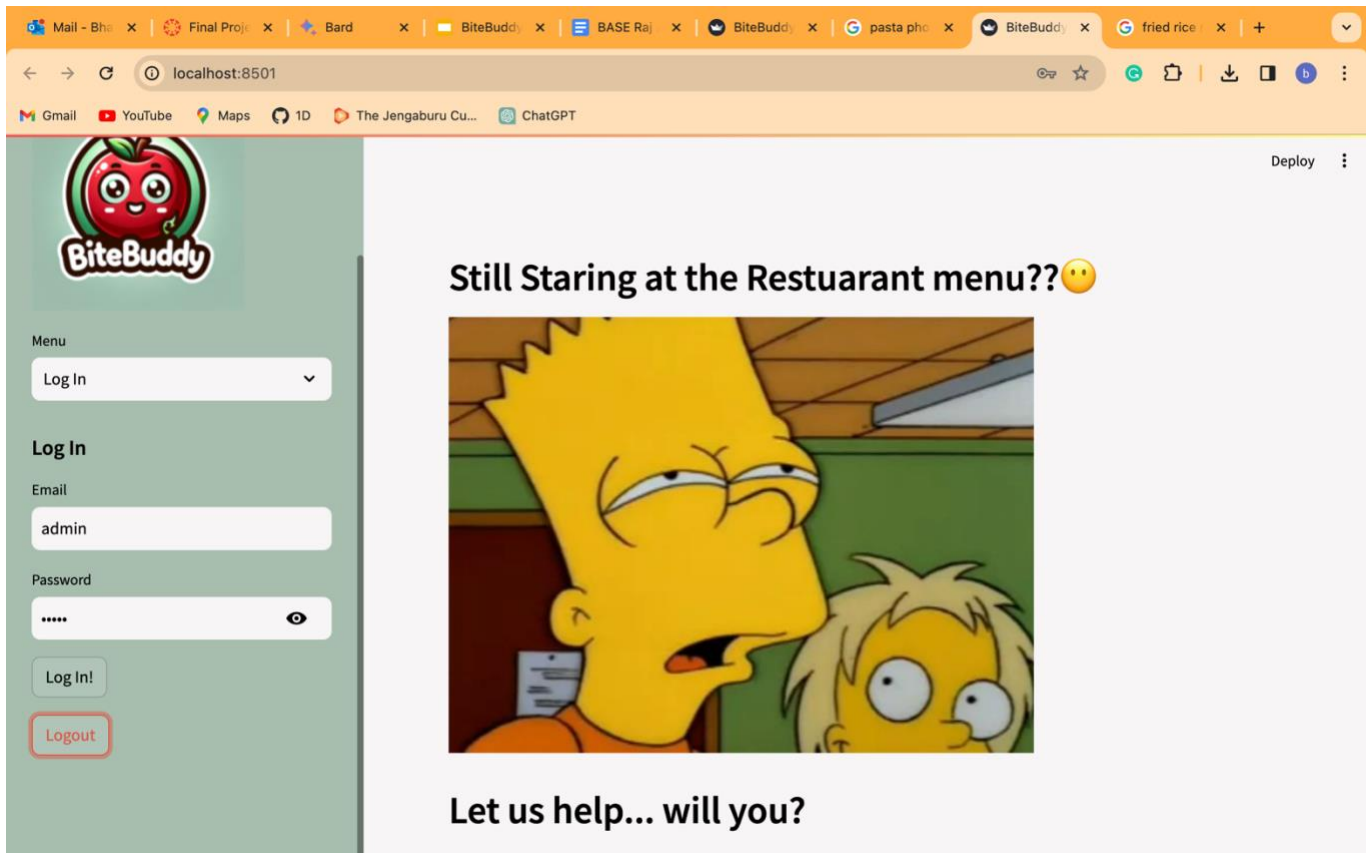 Mail - Bha
Final Proje
Bard
BiteBuddy
BASE Raj
BiteBuddy
pasta pho
BiteBuddy
fried rice
localhost:8501
b
Gmail
YouTube
Maps
1D
The Jengaburu Cu...
ChatGPT
Deploy
BiteBuddy
Menu
Log In
Log In
Email
admin
Password
•••••
Log In!
Logout
Still Staring at the Restuarant menu??😶
Let us help... will you?